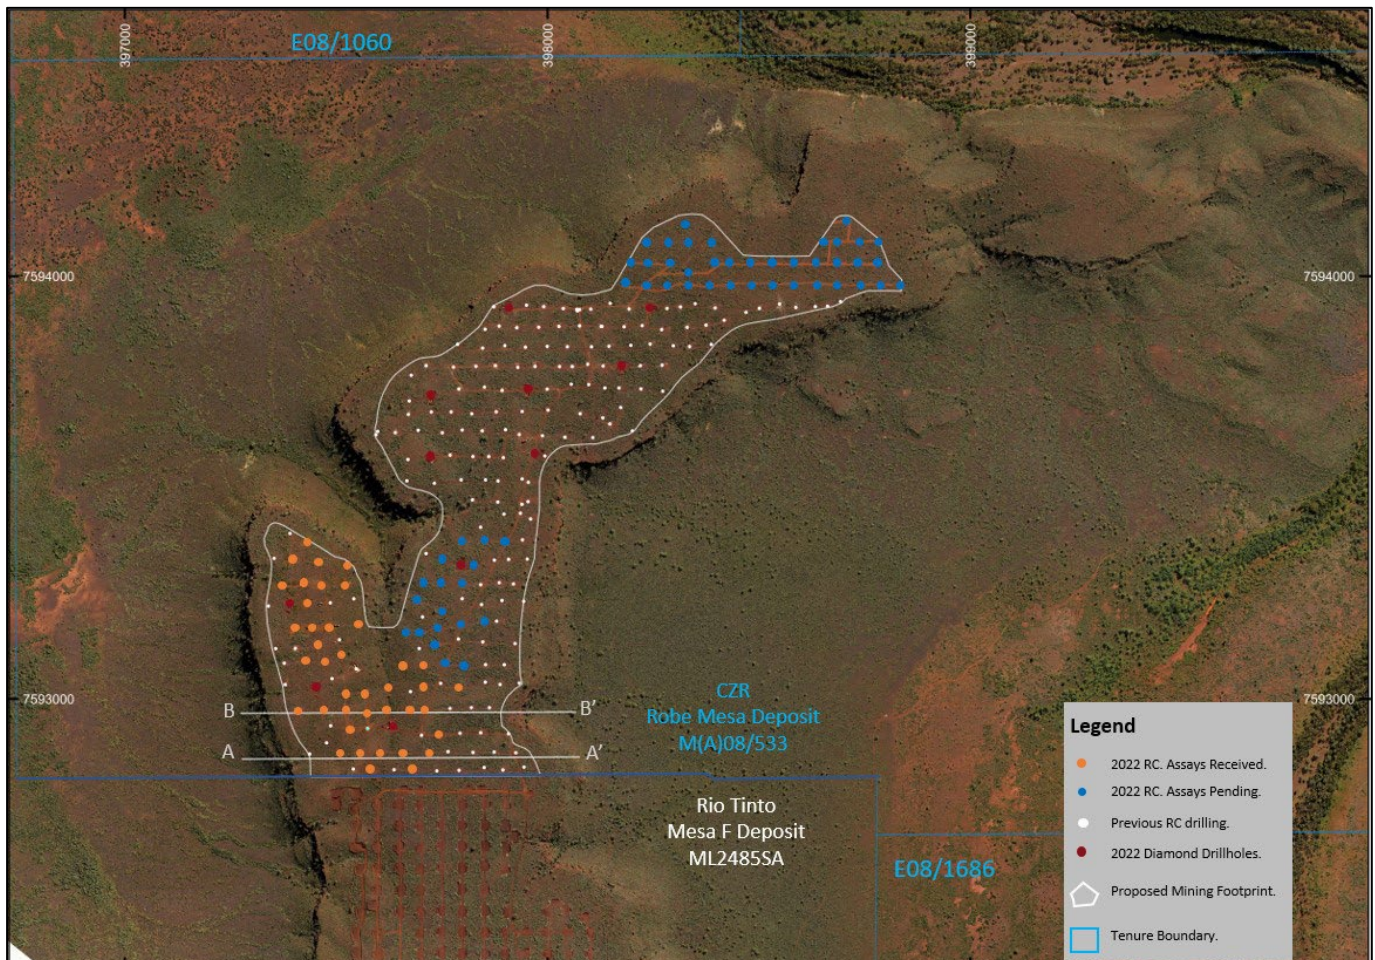 E08/1060
397000
398000
399000
7594000
7594000
7593000
7593000
B
B'
A
A'
CZR
Robe Mesa Deposit
M(A)08/533
Rio Tinto
Mesa F Deposit
ML2485SA
E08/1686
Legend
2022 RC. Assays Received.
2022 RC. Assays Pending.
Previous RC drilling.
2022 Diamond Drillholes.
Proposed Mining Footprint.
Tenure Boundary.